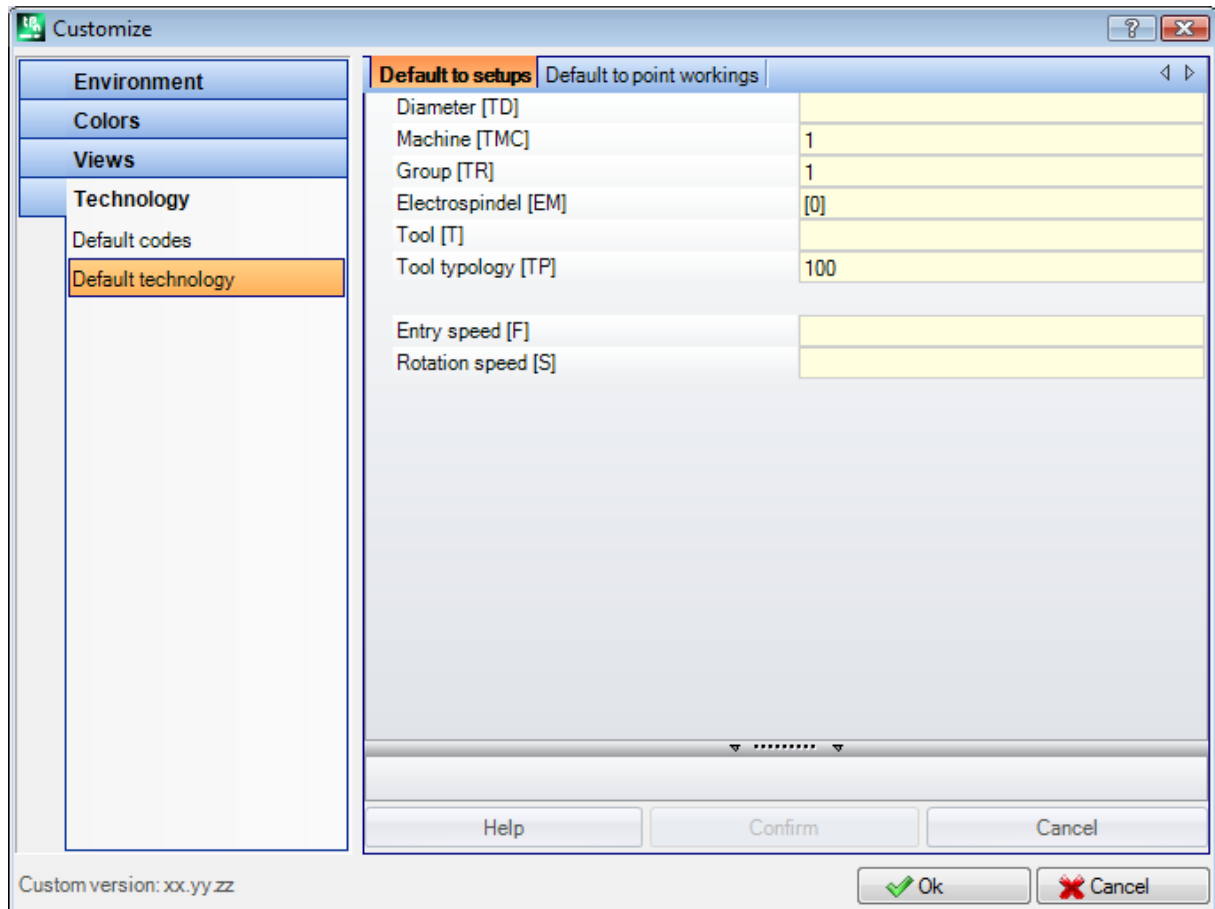 Customize
Environment
Colors
Views
Technology
Default codes
Default technology
Default to setups Default to point workings
Diameter [TD]
Machine [TMC] 1
Group [TR] 1
Electrospindel [EM] [0]
Tool [T]
Tool typology [TP] 100
Entry speed [F]
Rotation speed [S]
Help Confirm Cancel
Custom version: xx.yy.zz Ok Cancel